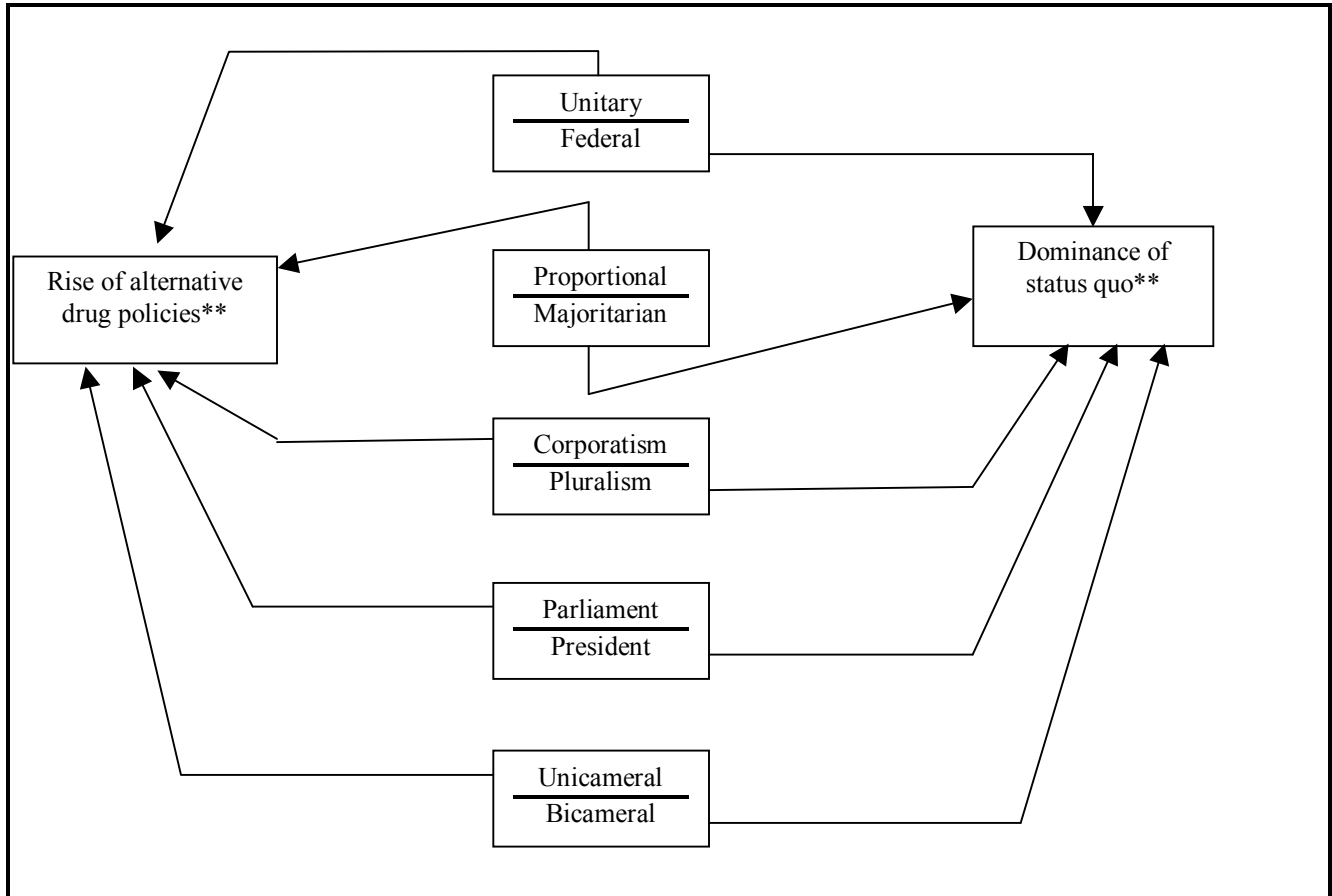 Unitary
Federal
Rise of alternative
drug policies**
Proportional
Majoritarian
Dominance of
status quo**
Corporatism
Pluralism
Parliament
President
Unicameral
Bicameral